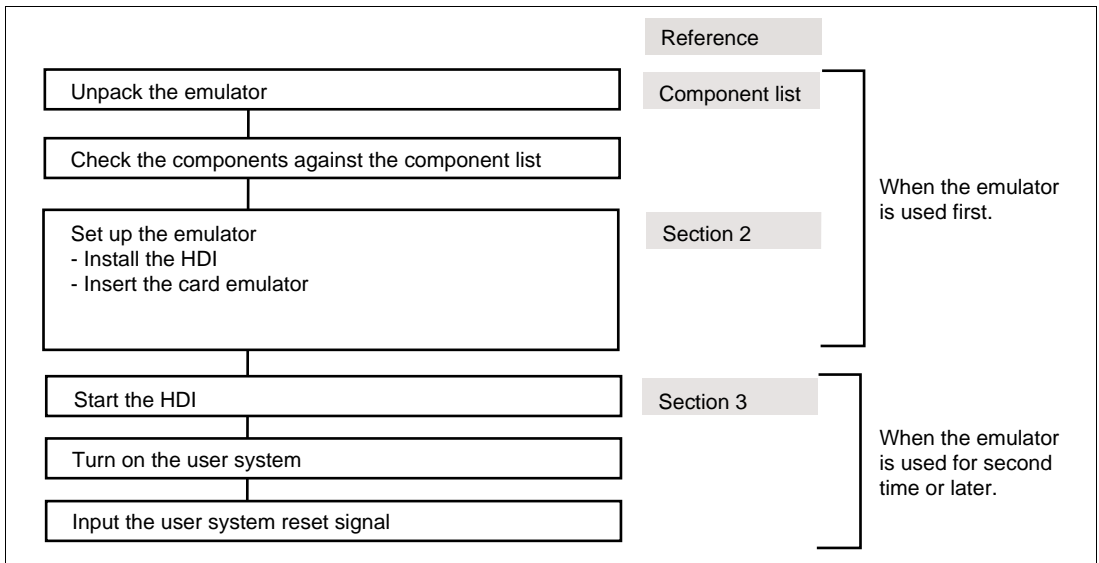 Reference
Unpack the emulator
Component list
Check the components against the component list
When the emulator
is used first.
Set up the emulator
- Install the HDI
- Insert the card emulator
Section 2
Start the HDI
Section 3
Turn on the user system
When the emulator
is used for second
time or later.
Input the user system reset signal